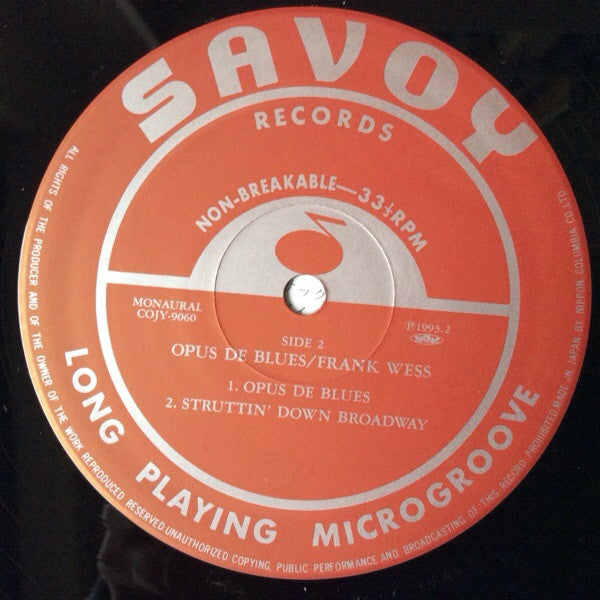 SAVOY
RECORDS
NON-BREAKABLE—33⅓RPM
MONAURAL
COJY-9060
℗1993.2
SIDE 2
OPUS DE BLUES/FRANK WESS
1. OPUS DE BLUES
2. STRUTTIN' DOWN BROADWAY
LONG PLAYING MICROGROOVE
ALL RIGHTS OF THE PRODUCER AND OF THE OWNER OF THE WORK REPRODUCED RESERVED.UNAUTHORIZED COPYING, PUBLIC PERFORMANCE AND BROADCASTING OF THIS RECORD PROHIBITED.MADE IN JAPAN BY NIPPON COLUMBIA CO.,LTD.